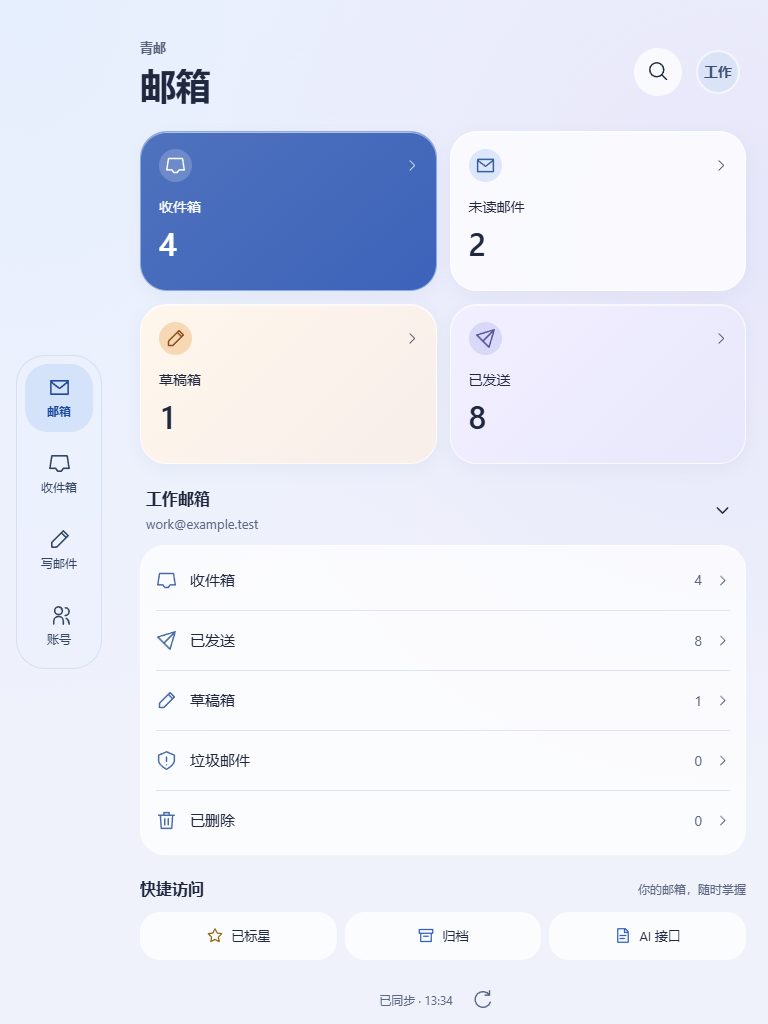 青邮
邮箱
工作
收件箱
4
未读邮件
2
草稿箱
1
已发送
8
邮箱
收件箱
写邮件
账号
工作邮箱
work@example.test
收件箱 4
已发送 8
草稿箱 1
垃圾邮件 0
已删除 0
快捷访问
你的邮箱，随时掌握
已标星
归档
AI 接口
已同步 · 13:34